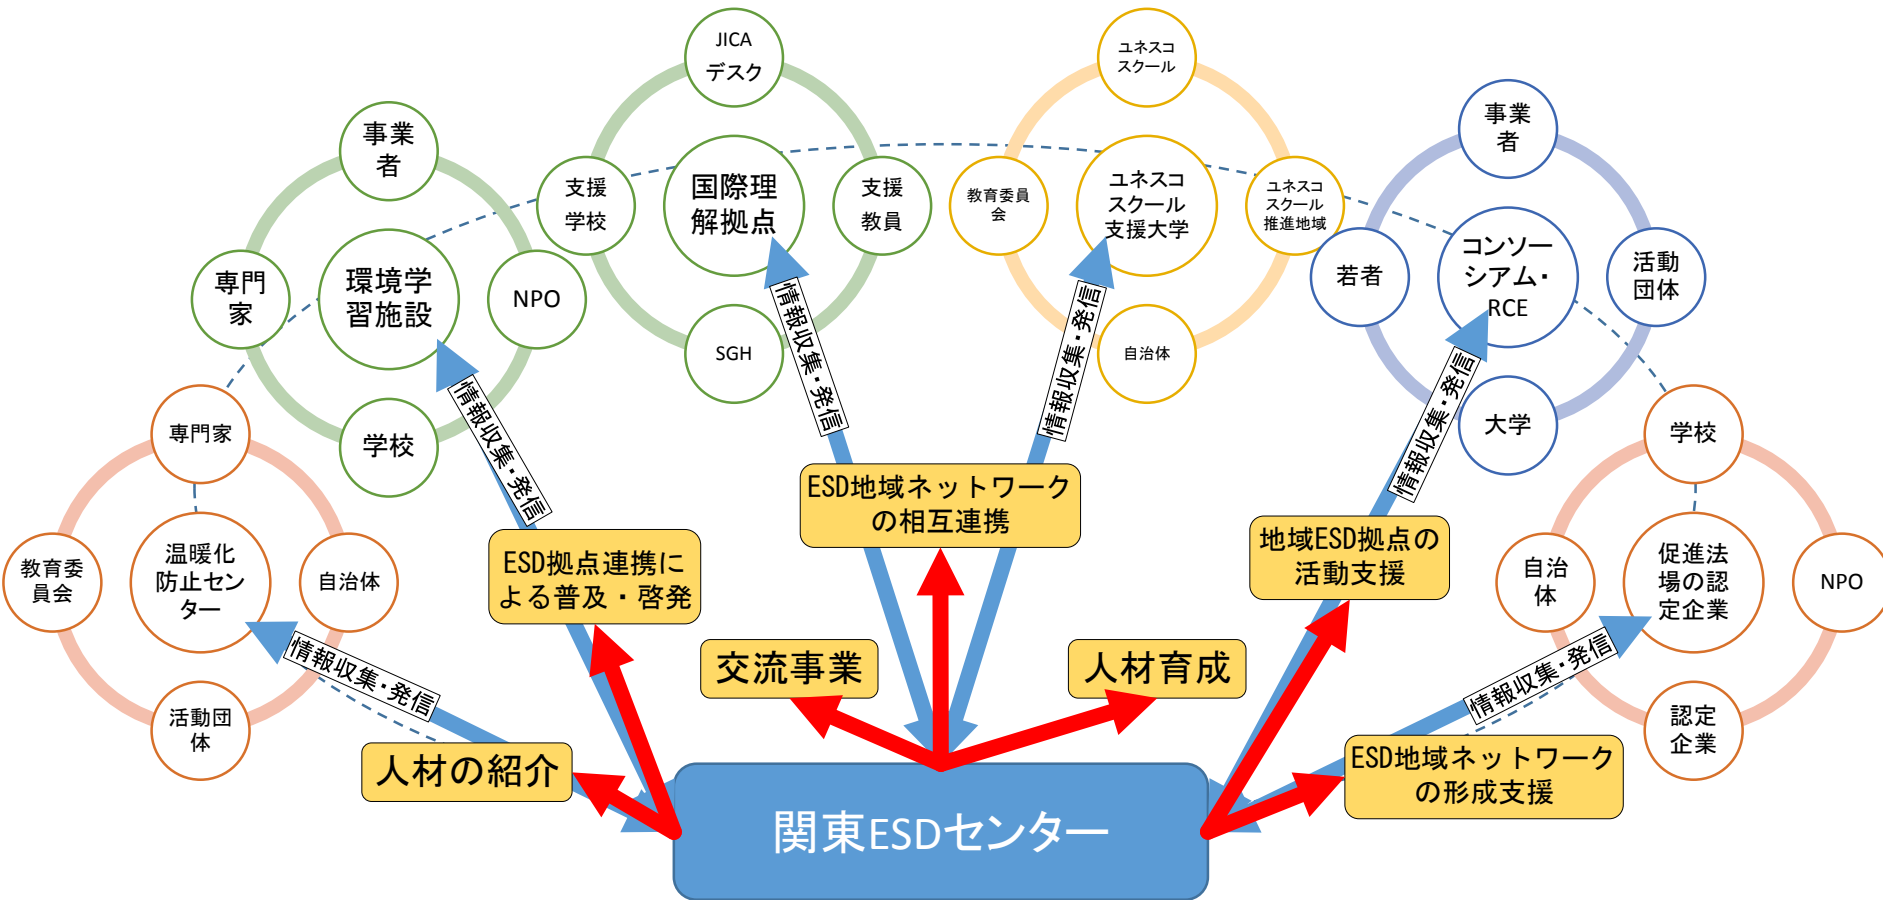 JICA
デスク
支援
学校
国際理
解拠点
支援
教員
SGH
ユネスコ
スクール
教育委員
会
ユネスコ
スクール
支援大学
ユネスコ
スクール
推進地域
自治体
事業
者
専門
家
環境学
習施設
NPO
学校
事業
者
若者
コンソー
シアム・
RCE
活動
団体
大学
専門家
教育委
員会
温暖化
防止セン
ター
自治体
活動団
体
学校
自治
体
促進法
場の認
定企業
NPO
認定
企業
情報収集・発信
情報収集・発信
情報収集・発信
情報収集・発信
情報収集・発信
情報収集・発信
ESD地域ネットワーク
の相互連携
ESD拠点連携に
よる普及・啓発
地域ESD拠点の
活動支援
交流事業
人材育成
人材の紹介
ESD地域ネットワーク
の形成支援
関東ESDセンター